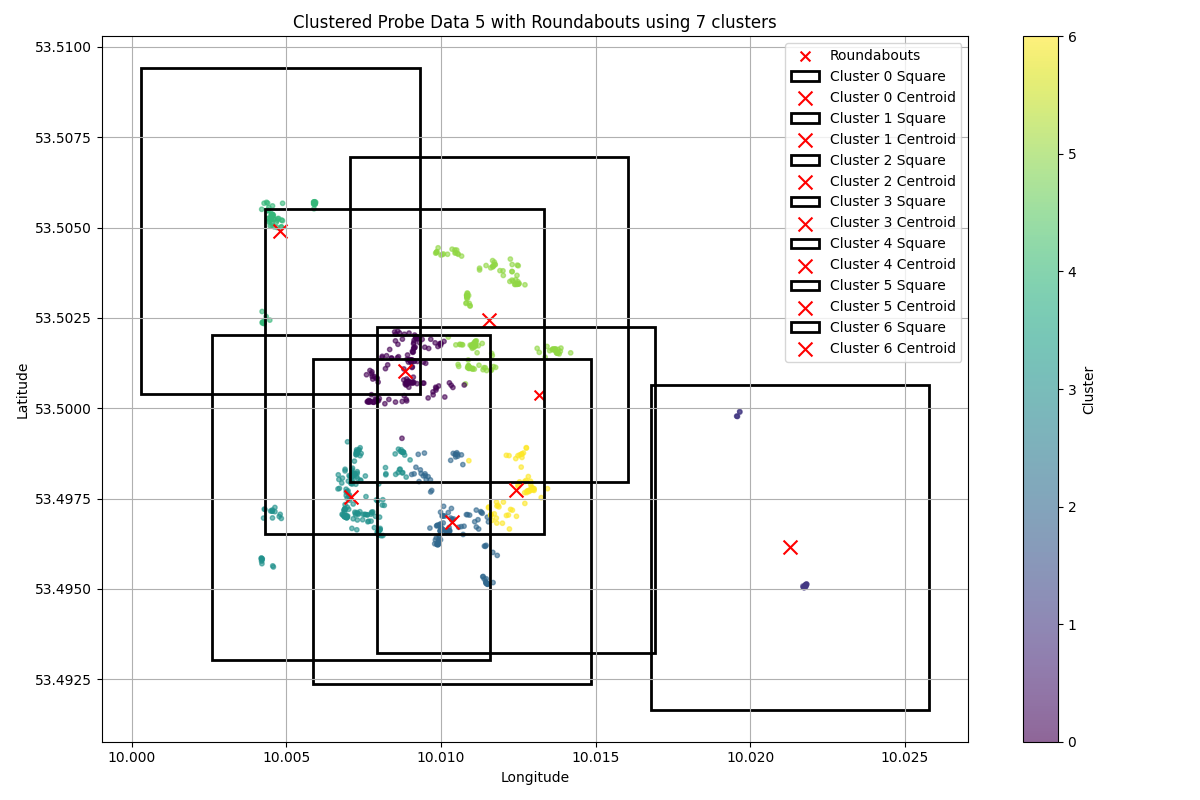 Clustered Probe Data 5 with Roundabouts using 7 clusters
53.5100
53.5075
53.5050
53.5025
53.5000
53.4975
53.4950
53.4925
Latitude
10.000
10.005
10.010
10.015
10.020
10.025
Longitude
Roundabouts
Cluster 0 Square
Cluster 0 Centroid
Cluster 1 Square
Cluster 1 Centroid
Cluster 2 Square
Cluster 2 Centroid
Cluster 3 Square
Cluster 3 Centroid
Cluster 4 Square
Cluster 4 Centroid
Cluster 5 Square
Cluster 5 Centroid
Cluster 6 Square
Cluster 6 Centroid
6
5
4
3
2
1
0
Cluster